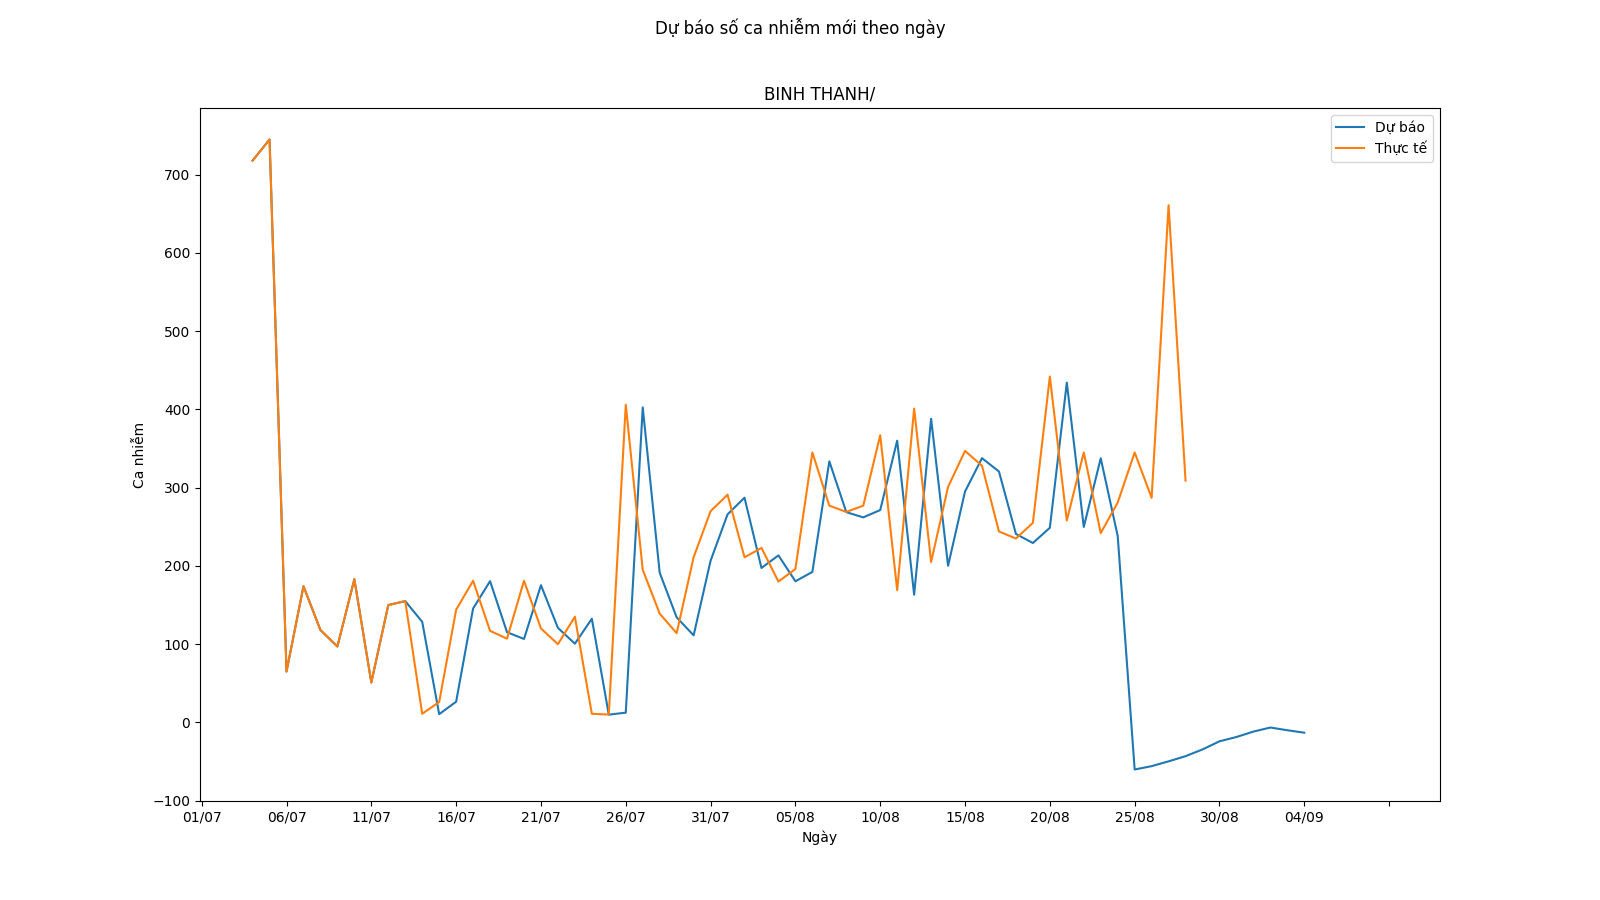 Dự báo số ca nhiễm mới theo ngày
BINH THANH/
Dự báo
Thực tế
700
600
500
400
300
200
100
0
−100
Ca nhiễm
01/07 06/07 11/07 16/07 21/07 26/07 31/07 05/08 10/08 15/08 20/08 25/08 30/08 04/09
Ngày